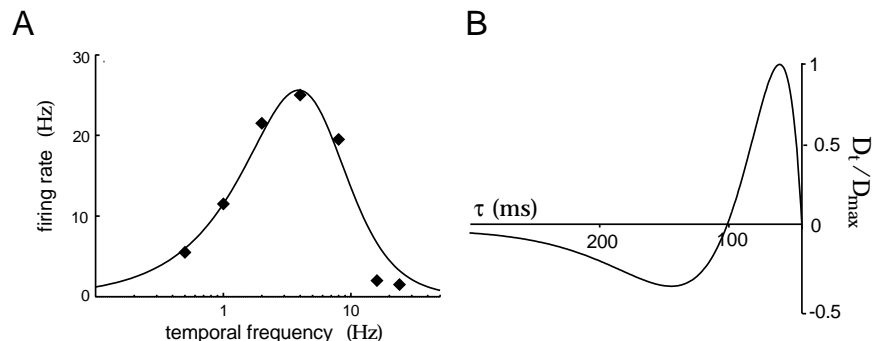 A
firing rate (Hz)
30
20
10
0
1
10
temporal frequency (Hz)
B
τ (ms)
200
100
1
0.5
0
-0.5
D_t/D_max